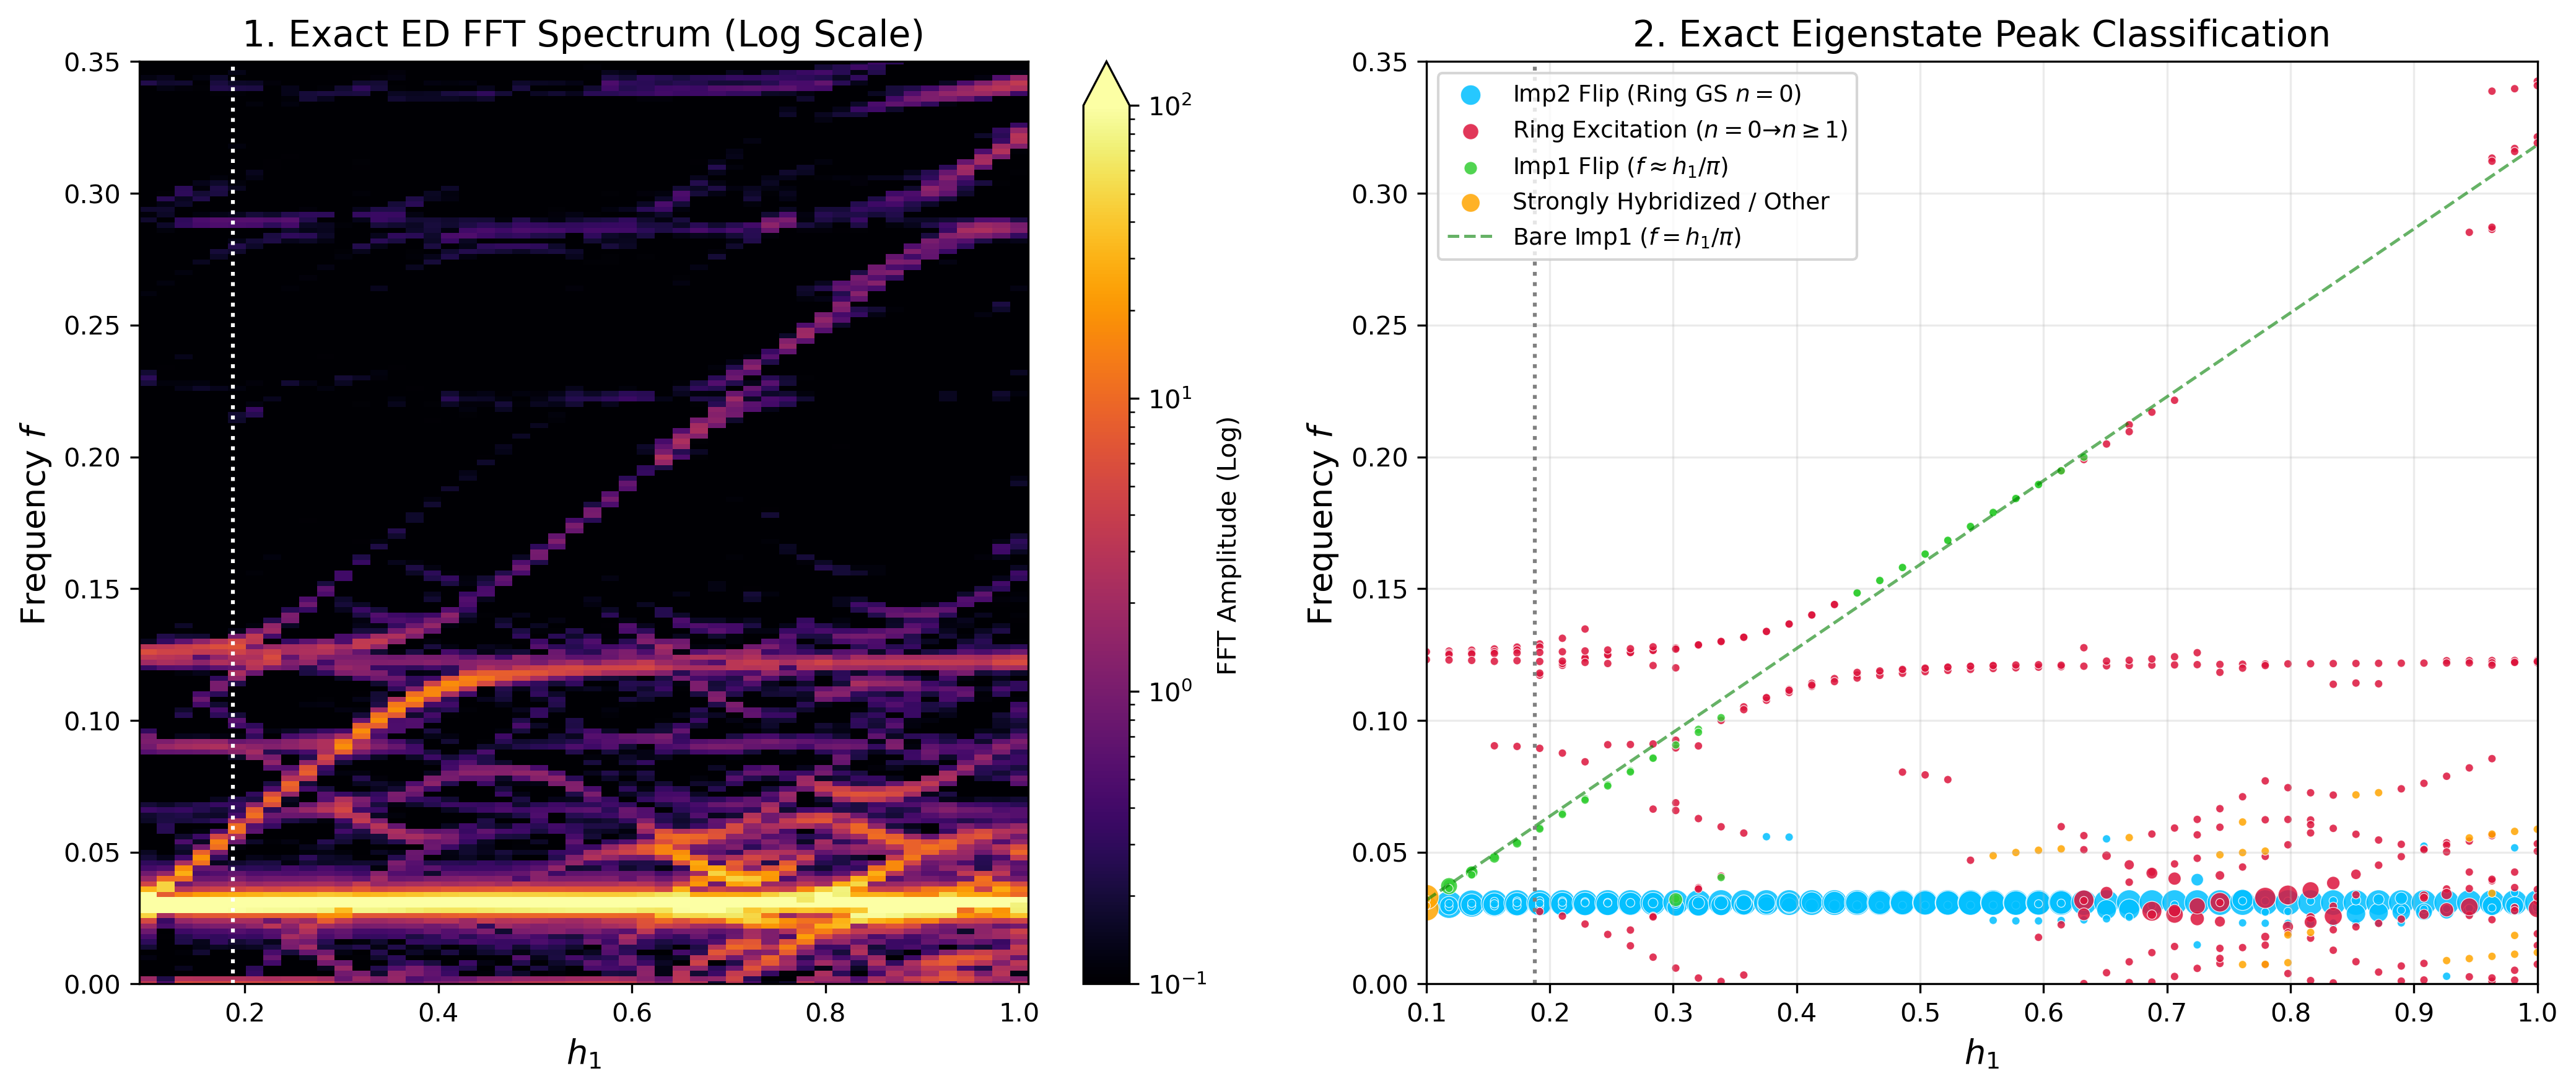 1. Exact ED FFT Spectrum (Log Scale)
0.35
0.30
0.25
0.20
0.15
0.10
0.05
0.00
Frequency f
0.2
0.4
0.6
0.8
1.0
h₁
10²
10¹
10⁰
10⁻¹
FFT Amplitude (Log)
2. Exact Eigenstate Peak Classification
Imp2 Flip (Ring GS n = 0)
Ring Excitation (n = 0→n ≥ 1)
Imp1 Flip (f ≈ h₁/π)
Strongly Hybridized / Other
Bare Imp1 (f = h₁/π)
0.35
0.30
0.25
0.20
0.15
0.10
0.05
0.00
Frequency f
0.1
0.2
0.3
0.4
0.5
0.6
0.7
0.8
0.9
1.0
h₁